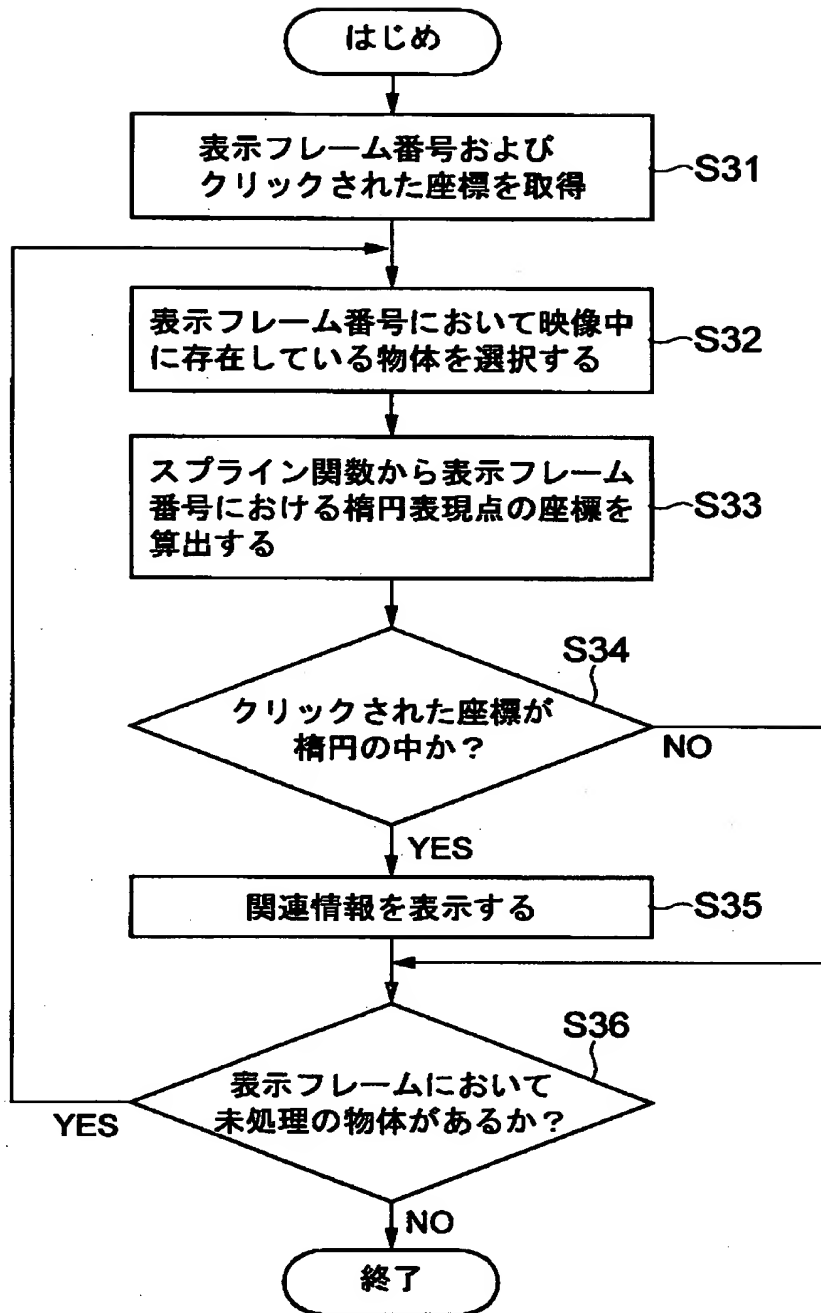 はじめ
表示フレーム番号および
クリックされた座標を取得
S31
表示フレーム番号において映像中
に存在している物体を選択する
S32
スプライン関数から表示フレーム
番号における楕円表現点の座標を
算出する
S33
S34
クリックされた座標が
楕円の中か？
NO
YES
関連情報を表示する
S35
S36
表示フレームにおいて
未処理の物体があるか？
YES
NO
終了